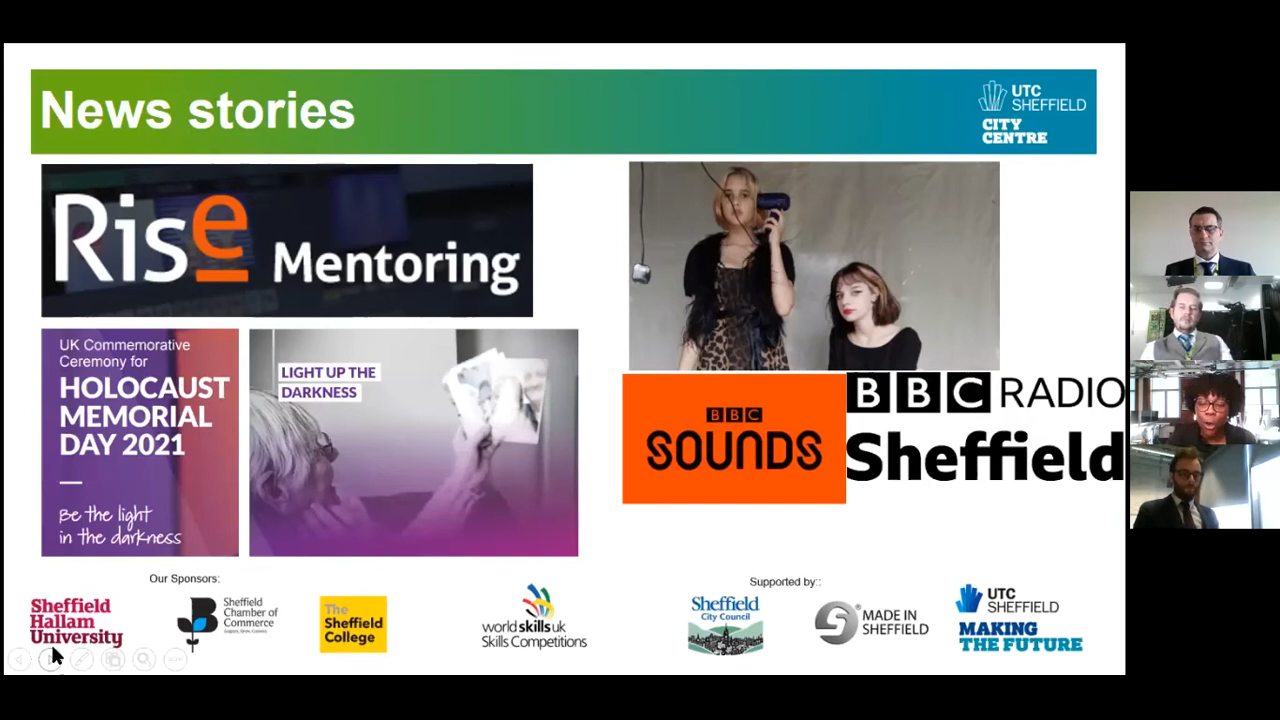 News stories
UTC
SHEFFIELD
CITY
CENTRE
Rise Mentoring
UK Commemorative
Ceremony for
HOLOCAUST
MEMORIAL
DAY 2021
Be the light
in the darkness
LIGHT UP THE
DARKNESS
BBC
SOUNDS
BBC RADIO
Sheffield
Our Sponsors:
Supported by::
Sheffield
Hallam
University
Sheffield
Chamber of
Commerce
The
Sheffield
College
worldskillsuk
Skills Competitions
Sheffield
City Council
MADE IN
SHEFFIELD
UTC
SHEFFIELD
MAKING
THE FUTURE